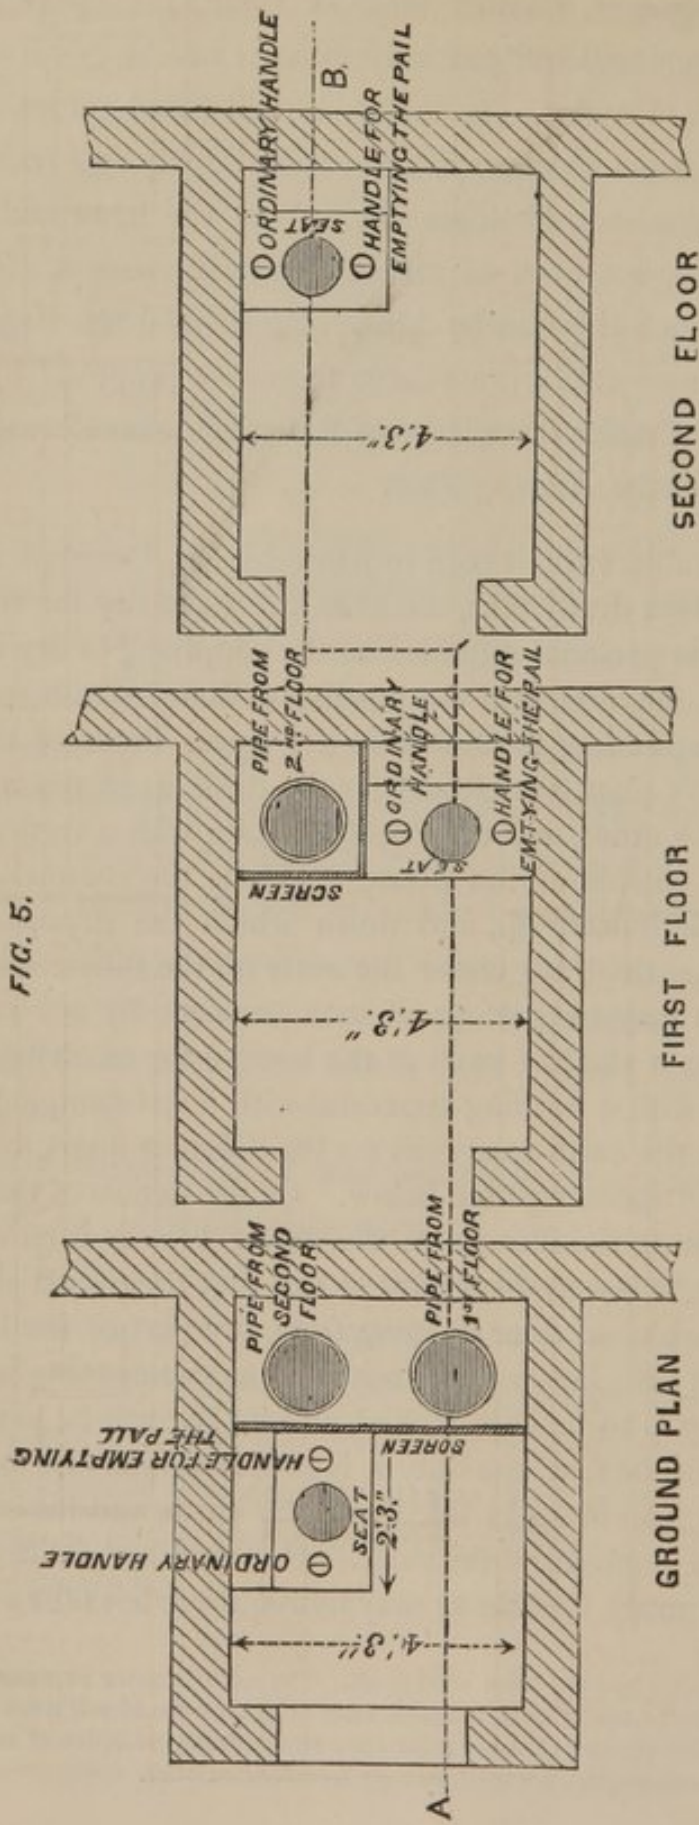 FIG. 5.
ORDINARY HANDLE
B.
SEAT
HANDLE FOR
EMPTYING THE PAIL
4'.3."
SECOND FLOOR
PIPE FROM
2ND FLOOR
SCREEN
ORDINARY
HANDLE
SEAT
HANDLE FOR
EMPTYING THE PAIL
4'.3."
FIRST FLOOR
PIPE FROM
SECOND
FLOOR
PIPE FROM
1ST FLOOR
SCREEN
HANDLE FOR EMPTYING
THE PAIL
SEAT
2'.3."
ORDINARY HANDLE
4'.3."
A
GROUND PLAN